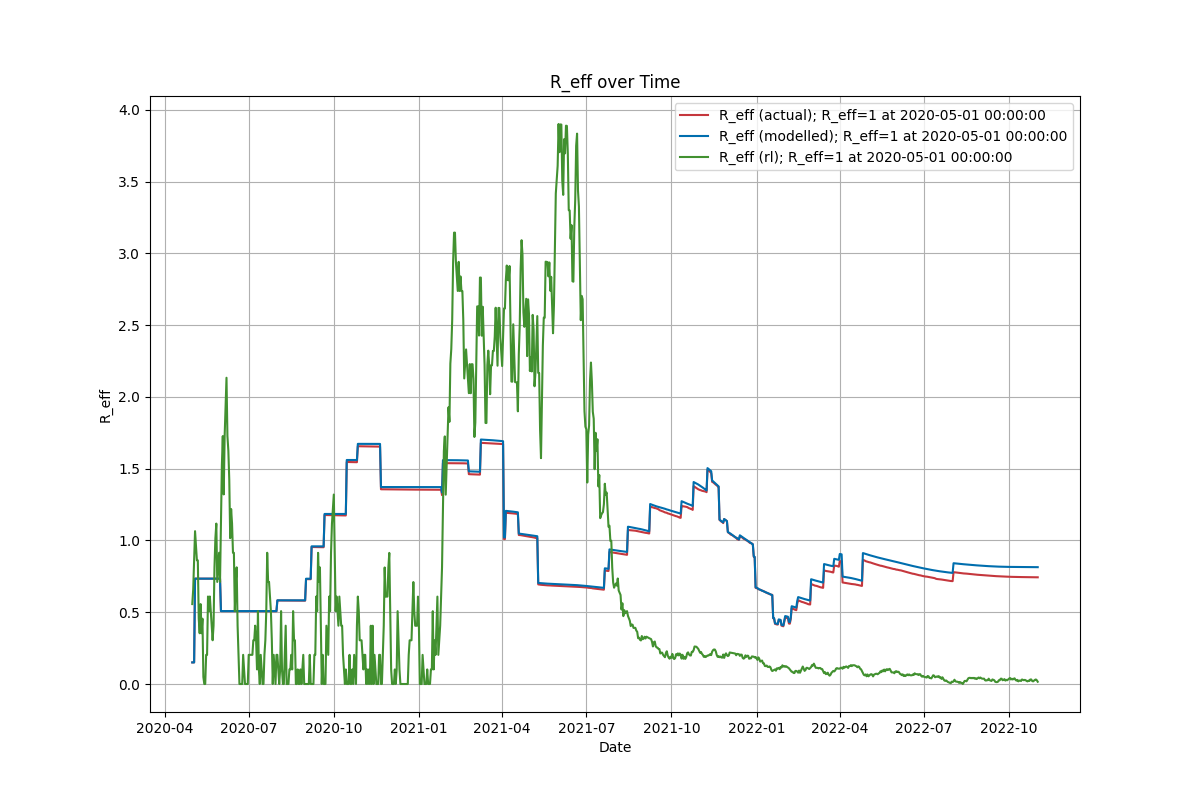 R_eff over Time
R_eff (actual); R_eff=1 at 2020-05-01 00:00:00
R_eff (modelled); R_eff=1 at 2020-05-01 00:00:00
R_eff (rl); R_eff=1 at 2020-05-01 00:00:00
4.0
3.5
3.0
2.5
2.0
1.5
1.0
0.5
0.0
R_eff
2020-04 2020-07 2020-10 2021-01 2021-04 2021-07 2021-10 2022-01 2022-04 2022-07 2022-10
Date